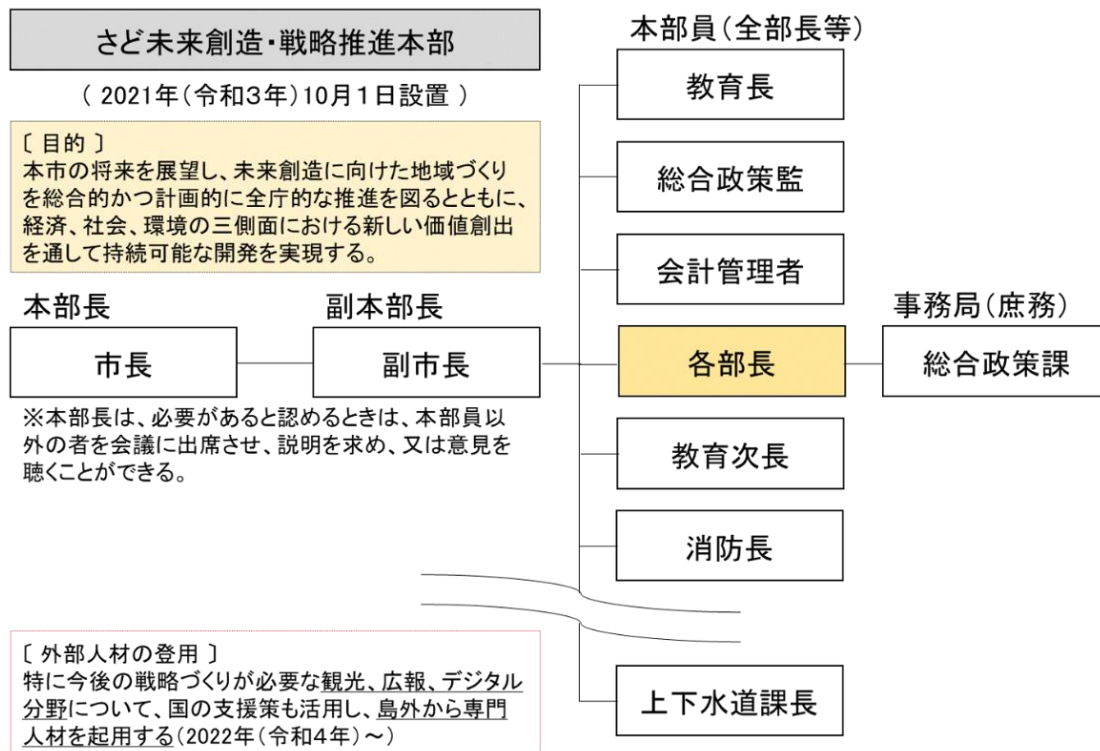 さど未来創造・戦略推進本部
（ 2021年（令和３年）10月１日設置 ）
〔 目的 〕
本市の将来を展望し、未来創造に向けた地域づくり
を総合的かつ計画的に全庁的な推進を図るとともに、
経済、社会、環境の三側面における新しい価値創出
を通して持続可能な開発を実現する。
本部長
市長
副本部長
副市長
※本部長は、必要があると認めるときは、本部員以
外の者を会議に出席させ、説明を求め、又は意見を
聴くことができる。
本部員（全部長等）
教育長
総合政策監
会計管理者
各部長
教育次長
消防長
上下水道課長
事務局（庶務）
総合政策課
〔 外部人材の登用 〕
特に今後の戦略づくりが必要な観光、広報、デジタル
分野について、国の支援策も活用し、島外から専門
人材を起用する（2022年（令和４年）～）